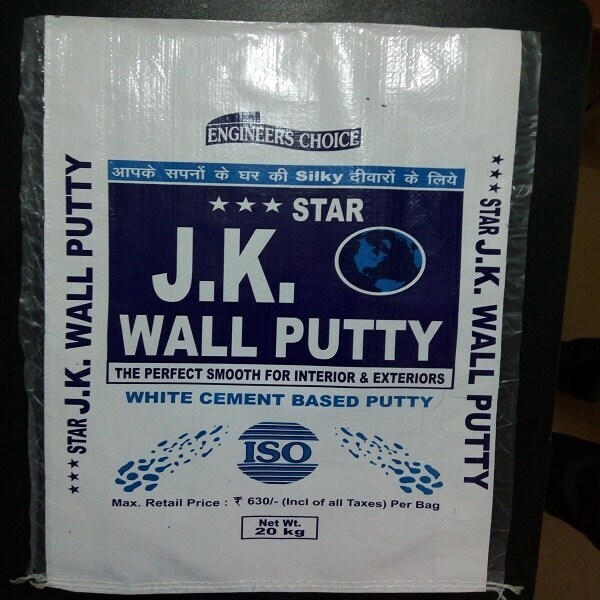 ENGINEERS CHOICE
आपके सपनों के घर की Silky दीवारों के लिये
★★★ STAR
J.K.
WALL PUTTY
THE PERFECT SMOOTH FOR INTERIOR & EXTERIORS
WHITE CEMENT BASED PUTTY
ISO
Max. Retail Price : ₹ 630/- (Incl of all Taxes) Per Bag
Net Wt.
20 kg
★★★ STAR J.K. WALL PUTTY
★★★ STAR J.K. WALL PUTTY